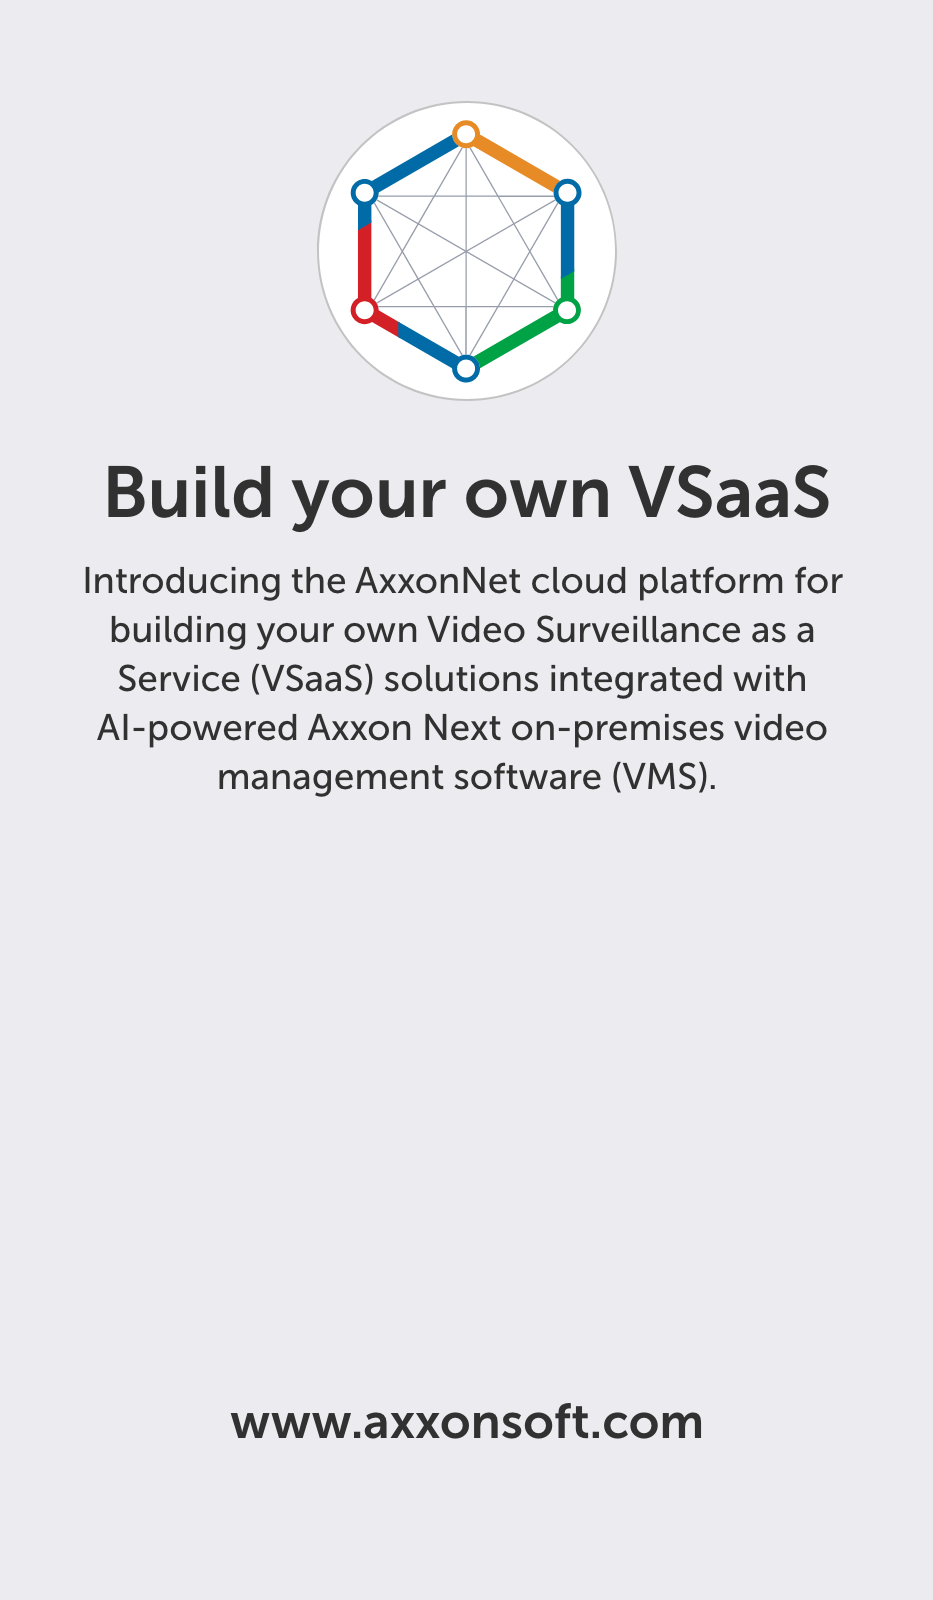 Build your own VSaaS
Introducing the AxxonNet cloud platform for
building your own Video Surveillance as a
Service (VSaaS) solutions integrated with
AI-powered Axxon Next on-premises video
management software (VMS).
www.axxonsoft.com